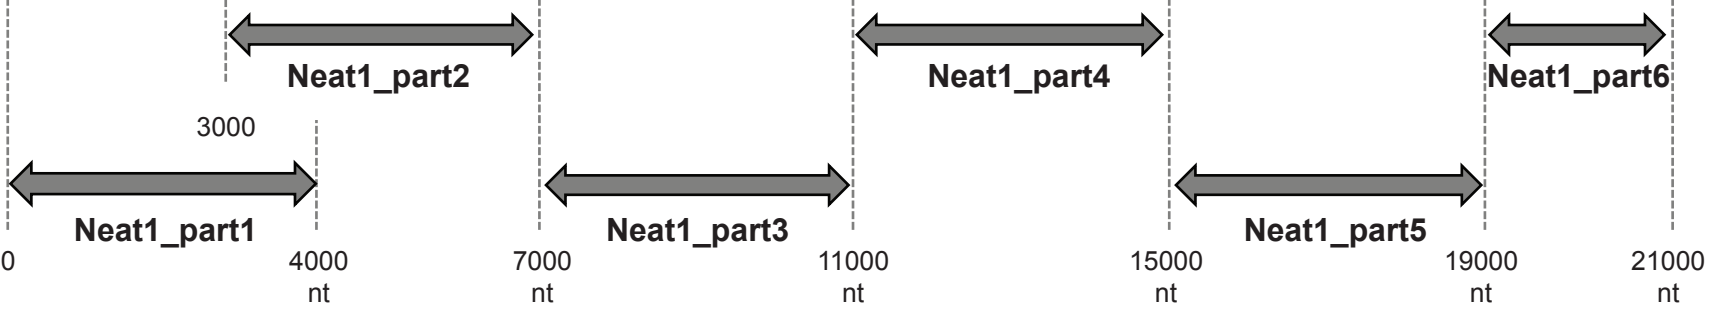 Neat1_part2
Neat1_part4
Neat1_part6
3000
Neat1_part1
Neat1_part3
Neat1_part5
0
4000
nt
7000
nt
11000
nt
15000
nt
19000
nt
21000
nt